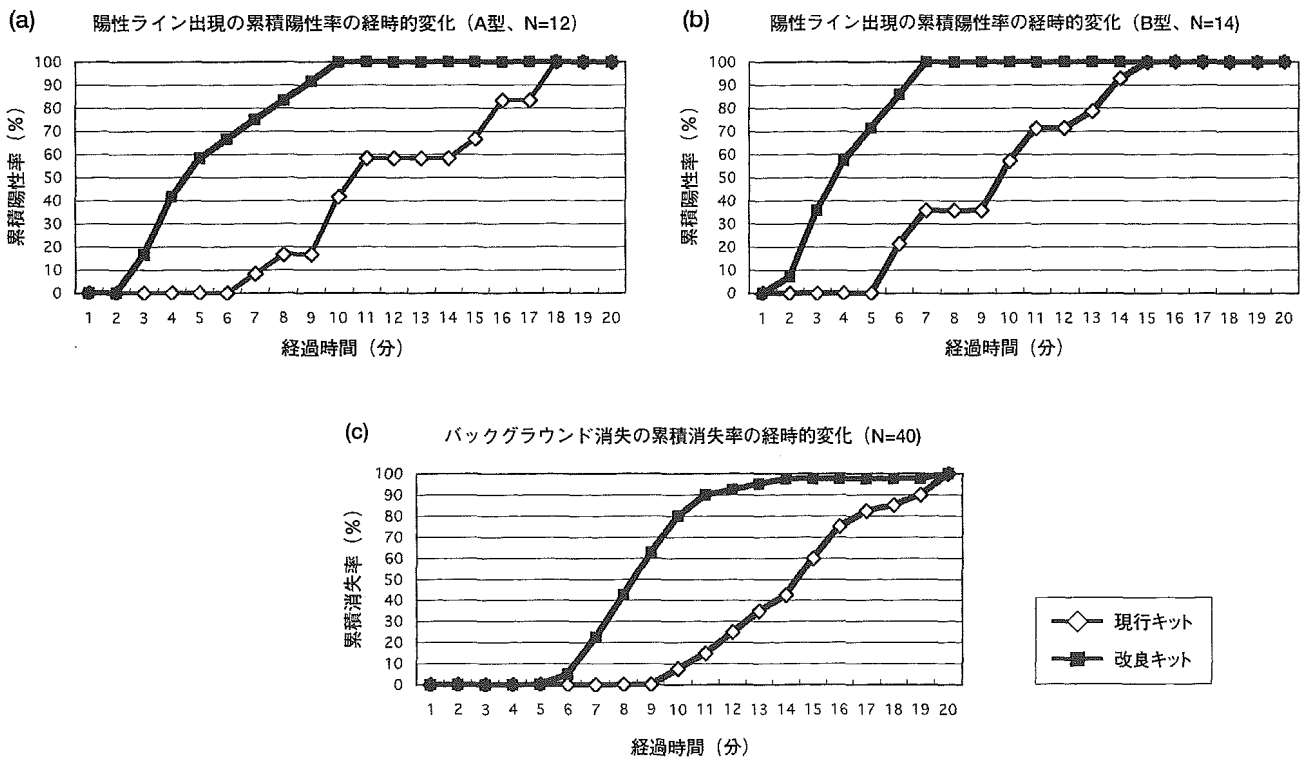 (a) 陽性ライン出現の累積陽性率の経時的変化（A型、N=12）
累積陽性率（%）
100
90
80
70
60
50
40
30
20
10
0
1 2 3 4 5 6 7 8 9 10 11 12 13 14 15 16 17 18 19 20
経過時間（分）
(b) 陽性ライン出現の累積陽性率の経時的変化（B型、N=14）
累積陽性率（%）
100
90
80
70
60
50
40
30
20
10
0
1 2 3 4 5 6 7 8 9 10 11 12 13 14 15 16 17 18 19 20
経過時間（分）
(c) バックグラウンド消失の累積消失率の経時的変化（N=40）
累積消失率（%）
100
90
80
70
60
50
40
30
20
10
0
1 2 3 4 5 6 7 8 9 10 11 12 13 14 15 16 17 18 19 20
経過時間（分）
現行キット
改良キット